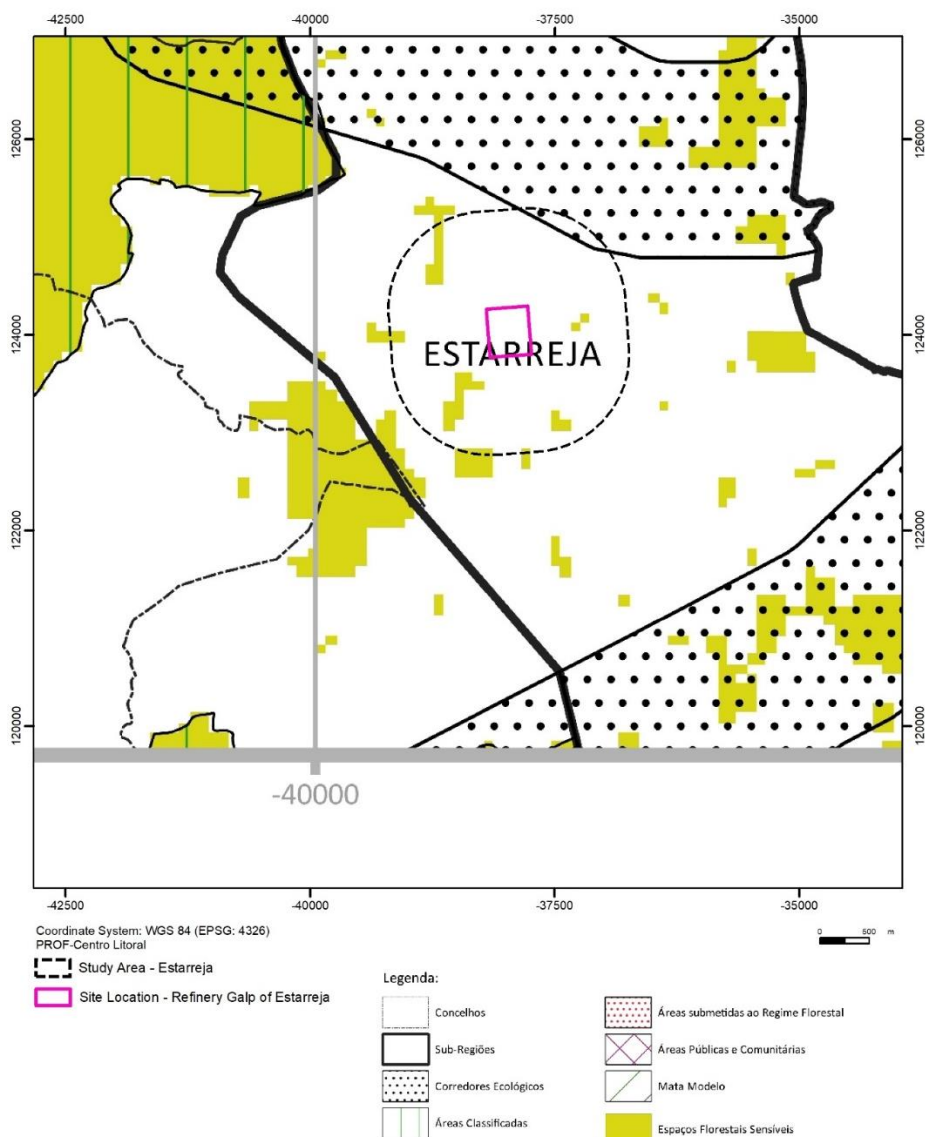 -42500
-40000
-37500
-35000
126000
126000
124000
124000
ESTARREJA
122000
122000
120000
120000
-40000
-42500
-40000
-37500
-35000
Coordinate System: WGS 84 (EPSG: 4326)
PROF-Centro Litoral
0 500 m
Study Area - Estarreja
Site Location - Refinery Galp of Estarreja
Legenda:
Concelhos
Sub-Regiões
Corredores Ecológicos
Áreas Classificadas
Áreas submetidas ao Regime Florestal
Áreas Públicas e Comunitárias
Mata Modelo
Espaços Florestais Sensíveis